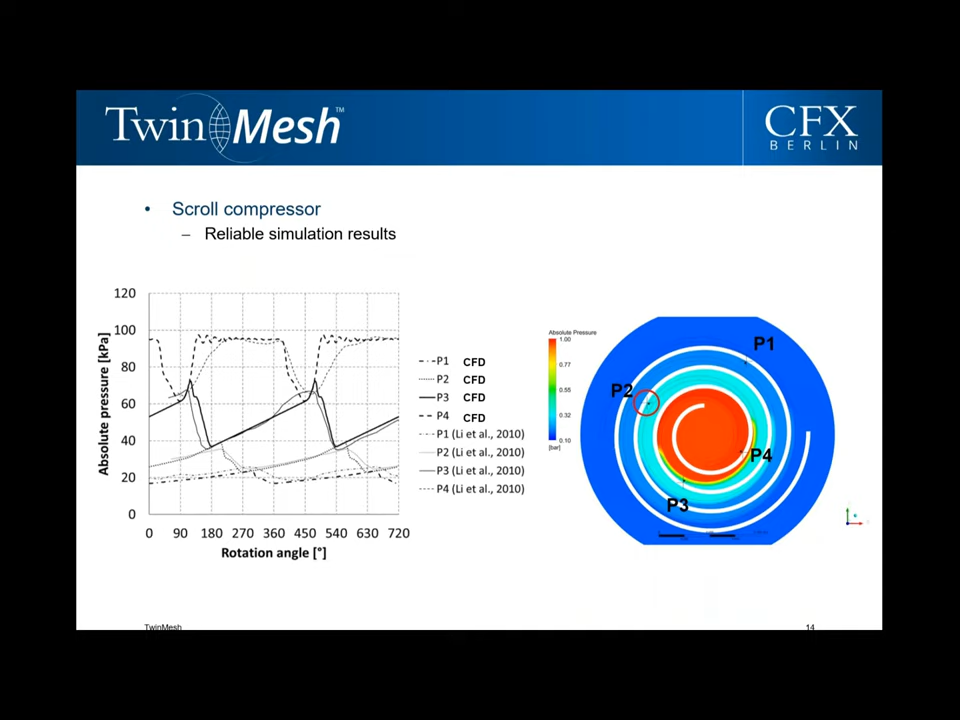 TwinMesh™
CFX
BERLIN
• Scroll compressor
– Reliable simulation results
120
100
80
60
40
20
0
Absolute pressure [kPa]
0 90 180 270 360 450 540 630 720
Rotation angle [°]
P1 CFD
P2 CFD
P3 CFD
P4 CFD
P1 (Li et al., 2010)
P2 (Li et al., 2010)
P3 (Li et al., 2010)
P4 (Li et al., 2010)
Absolute Pressure
1.00
0.77
0.55
0.32
0.10
[bar]
P1
P2
P4
P3
TwinMesh
14